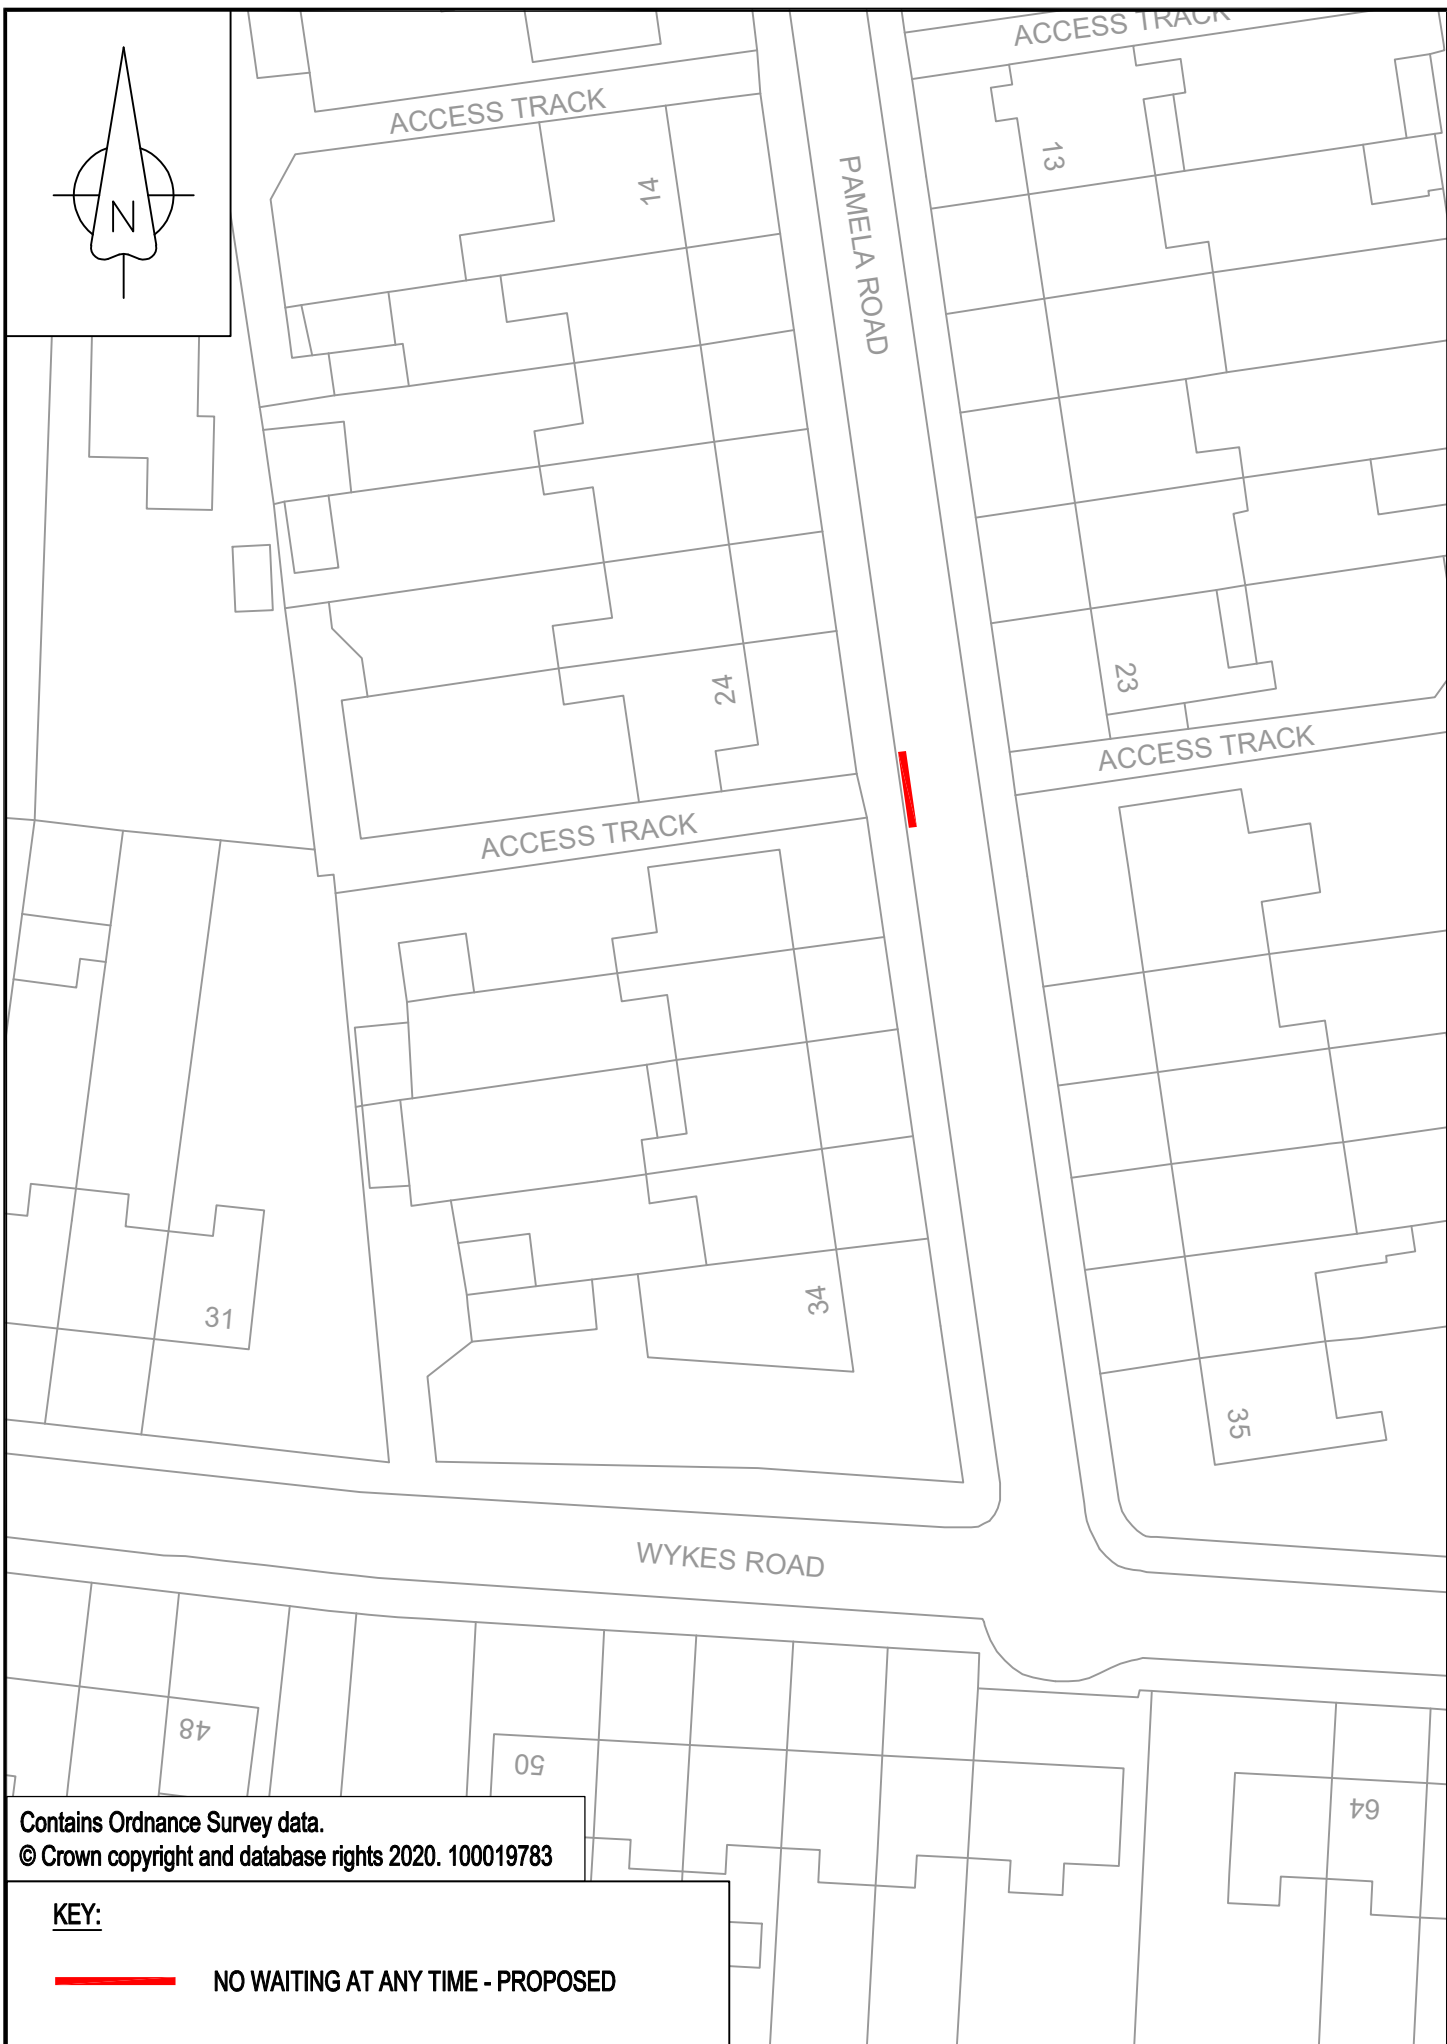 ACCESS TRACK
N
ACCESS TRACK
14
PAMELA ROAD
13
24
23
ACCESS TRACK
ACCESS TRACK
31
34
35
WYKES ROAD
48
50
64
Contains Ordnance Survey data.
© Crown copyright and database rights 2020. 100019783
KEY:
NO WAITING AT ANY TIME - PROPOSED